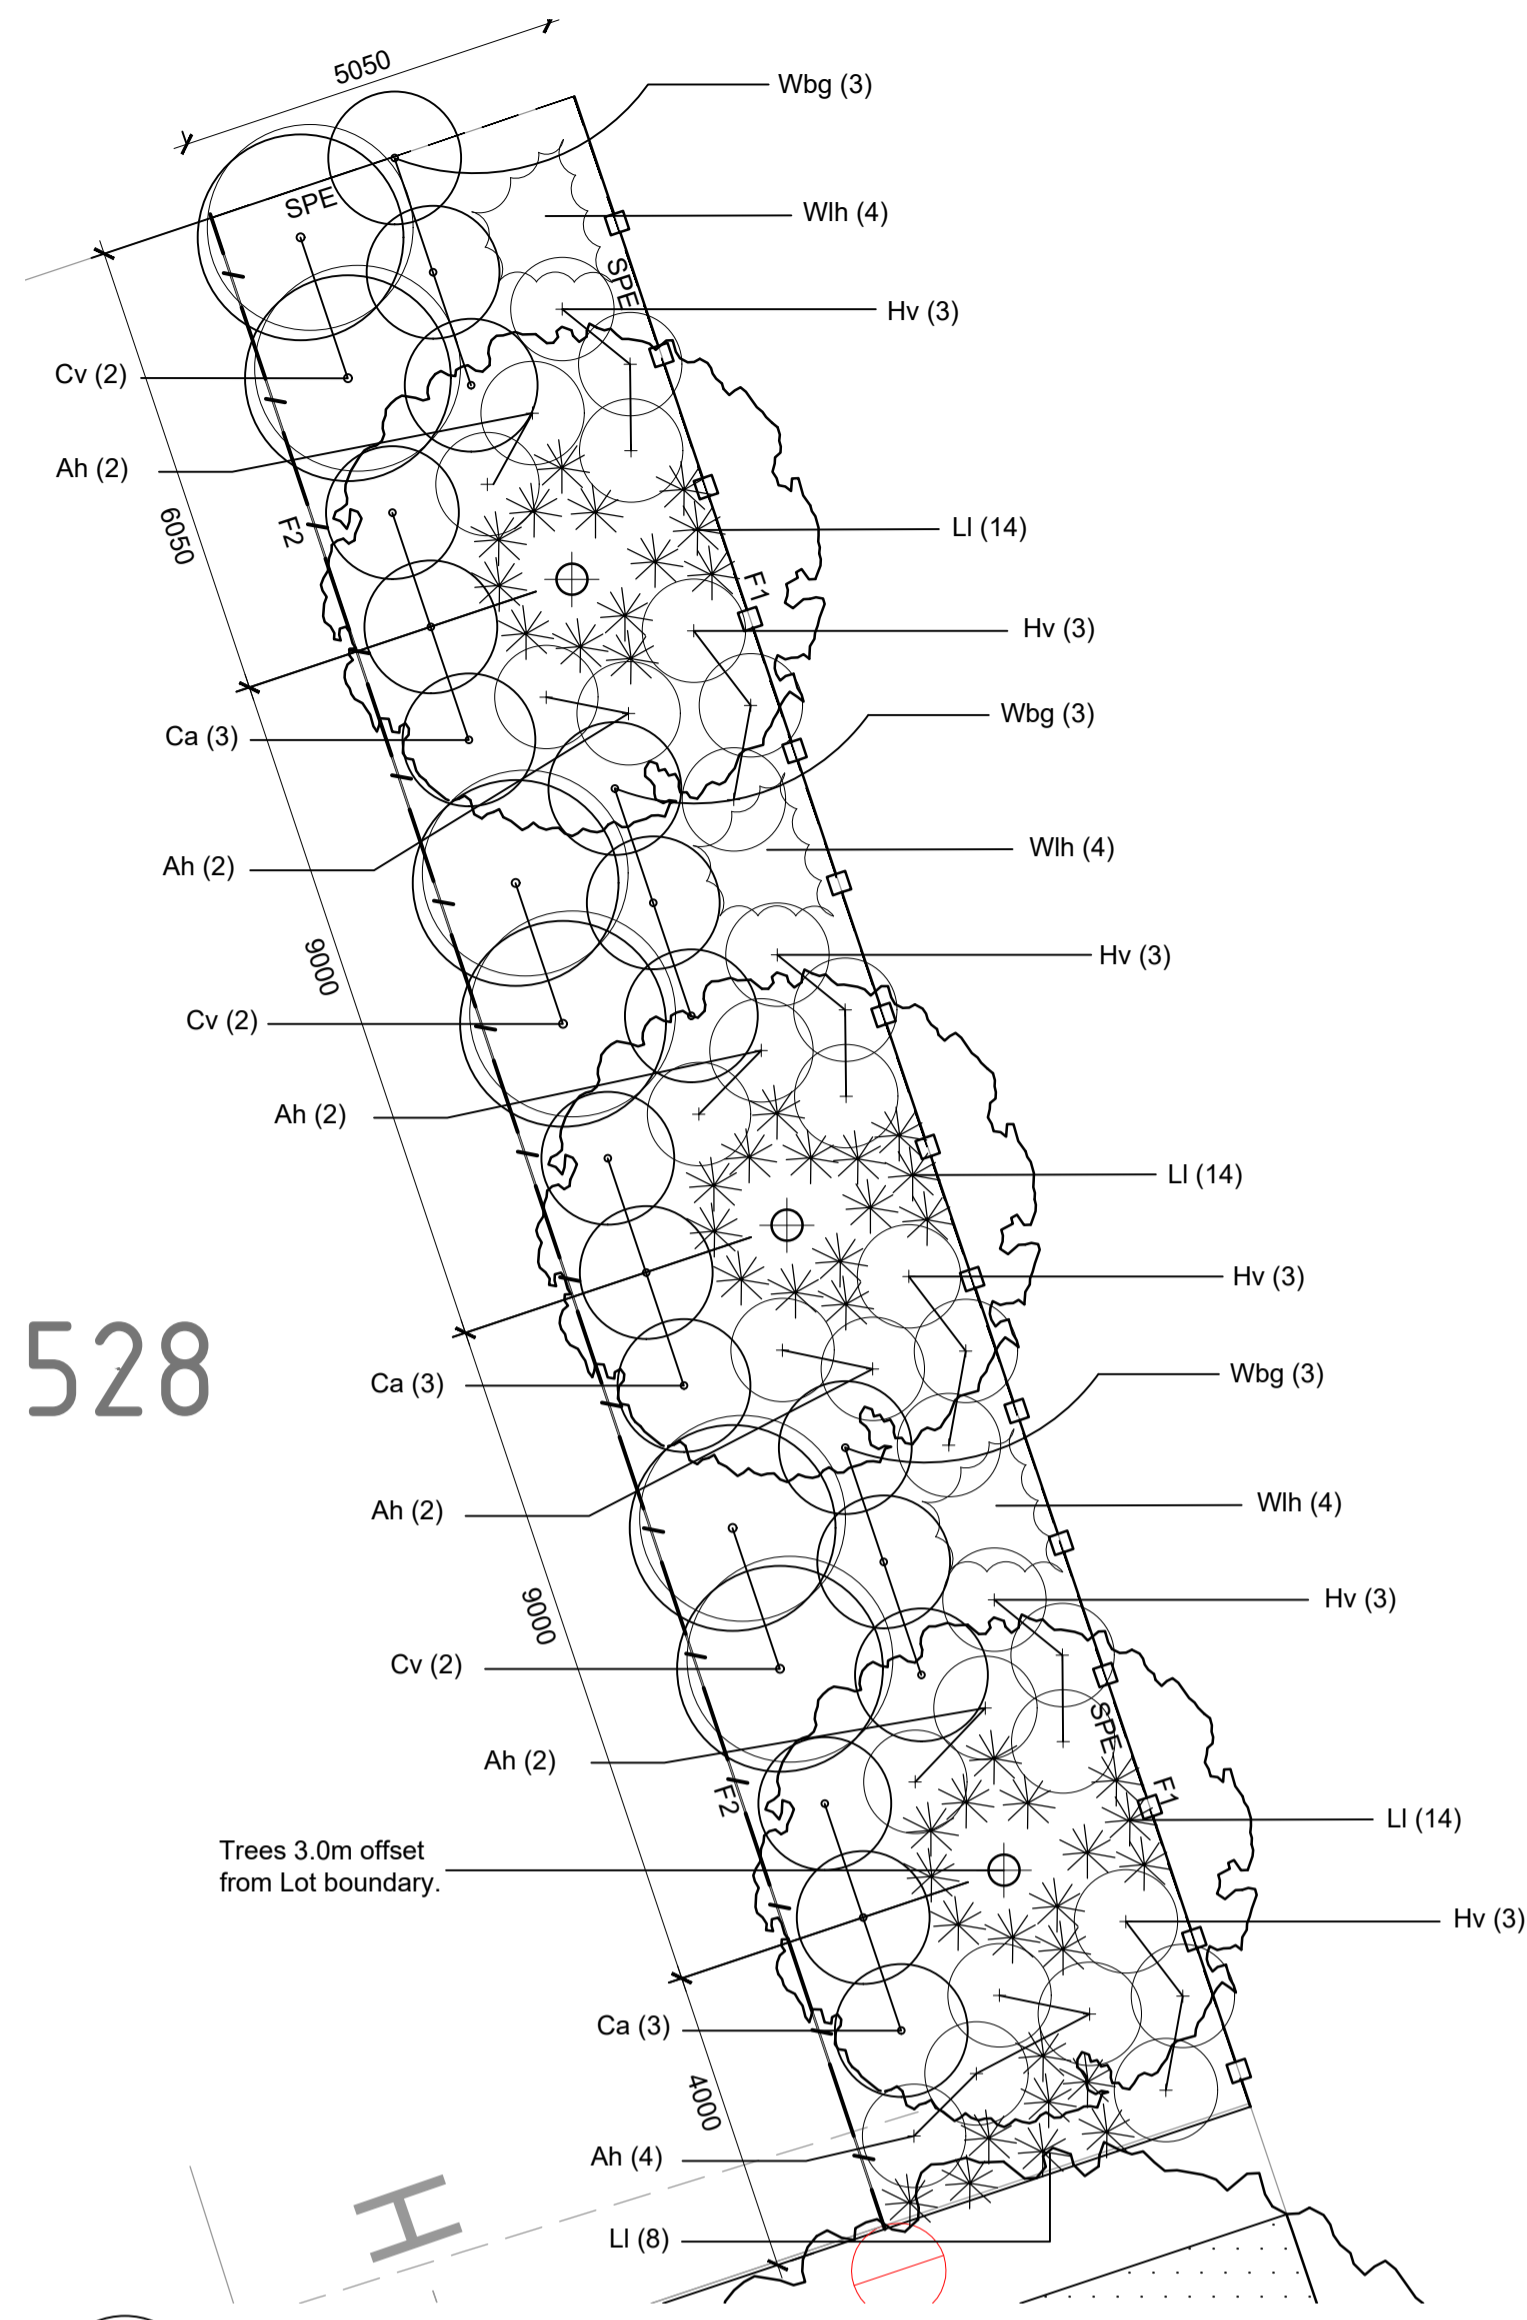 5050
Wbg (3)
SPE
Wlh (4)
SPE
Hv (3)
Cv (2)
Ah (2)
6050
F2
Ll (14)
F1
Hv (3)
Wbg (3)
Ca (3)
Wlh (4)
Ah (2)
9000
Hv (3)
Cv (2)
Ah (2)
Ll (14)
Hv (3)
528
Ca (3)
Wbg (3)
Ah (2)
Wlh (4)
9000
Hv (3)
Cv (2)
SPE
Ah (2)
F2
F1
Ll (14)
Trees 3.0m offset
from Lot boundary.
Hv (3)
Ca (3)
4000
Ah (4)
H
Ll (8)